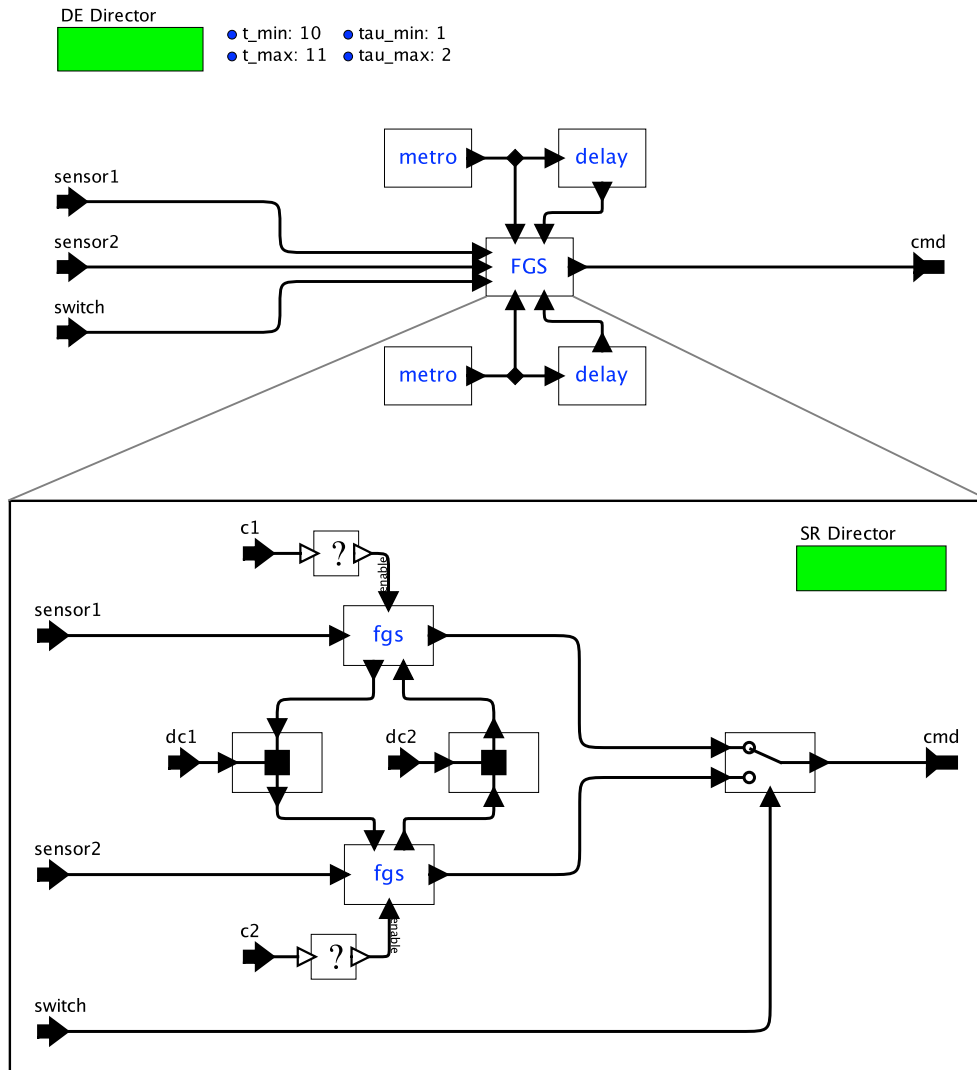 DE Director
t_min: 10 tau_min: 1
t_max: 11 tau_max: 2
metro delay
sensor1
sensor2 FGS cmd
switch
metro delay
c1 ? enable SR Director
sensor1 fgs
dc1 dc2 cmd
sensor2 fgs
c2 ? enable
switch